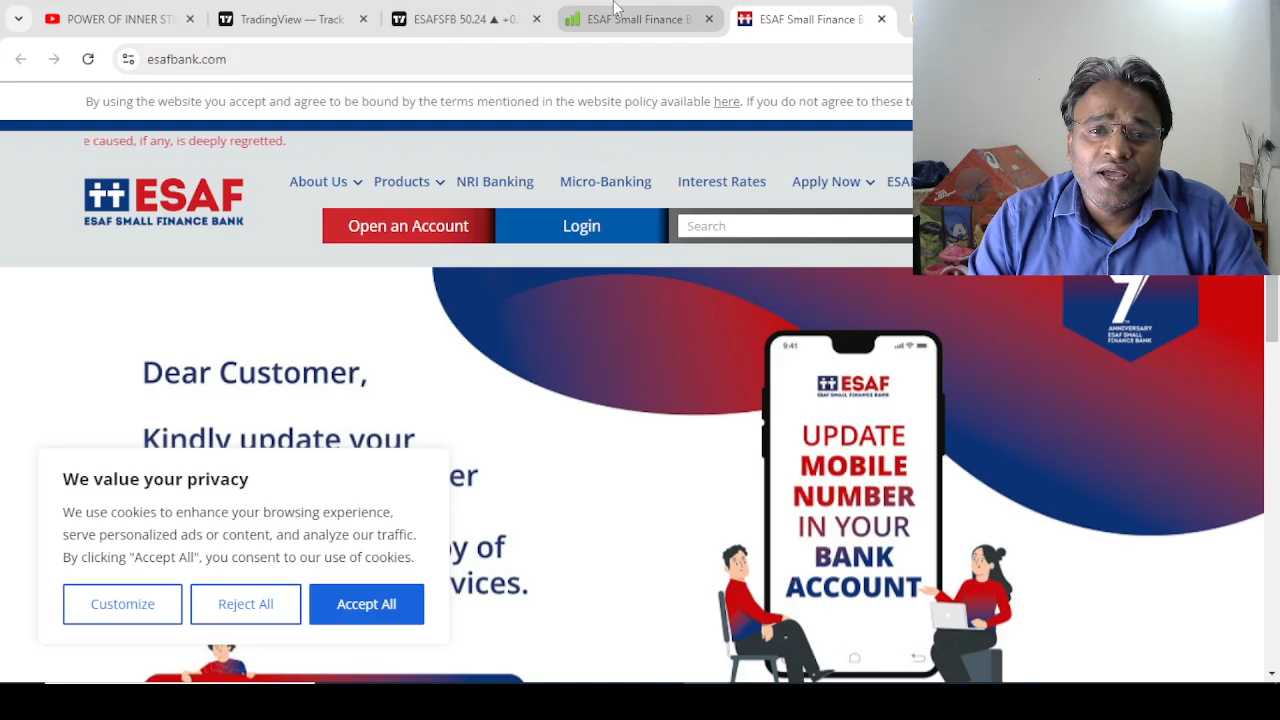 POWER OF INNER ST
TradingView — Track
ESAFSFB 50.24 ▲ +0.
ESAF Small Finance B
ESAF Small Finance B
esafbank.com
By using the website you accept and agree to be bound by the terms mentioned in the website policy available here. If you do not agree to these te
e caused, if any, is deeply regretted.
ESAF
ESAF SMALL FINANCE BANK
About Us
Products
NRI Banking
Micro-Banking
Interest Rates
Apply Now
ESA
Open an Account
Login
Search
7
TH
ANNIVERSARY
ESAF SMALL
FINANCE BANK
Dear Customer,
Kindly update your
er
py of
vices.
9:41
ESAF
ESAF SMALL FINANCE BANK
UPDATE
MOBILE
NUMBER
IN YOUR
BANK
ACCOUNT
We value your privacy
We use cookies to enhance your browsing experience,
serve personalized ads or content, and analyze our traffic.
By clicking "Accept All", you consent to our use of cookies.
Customize
Reject All
Accept All